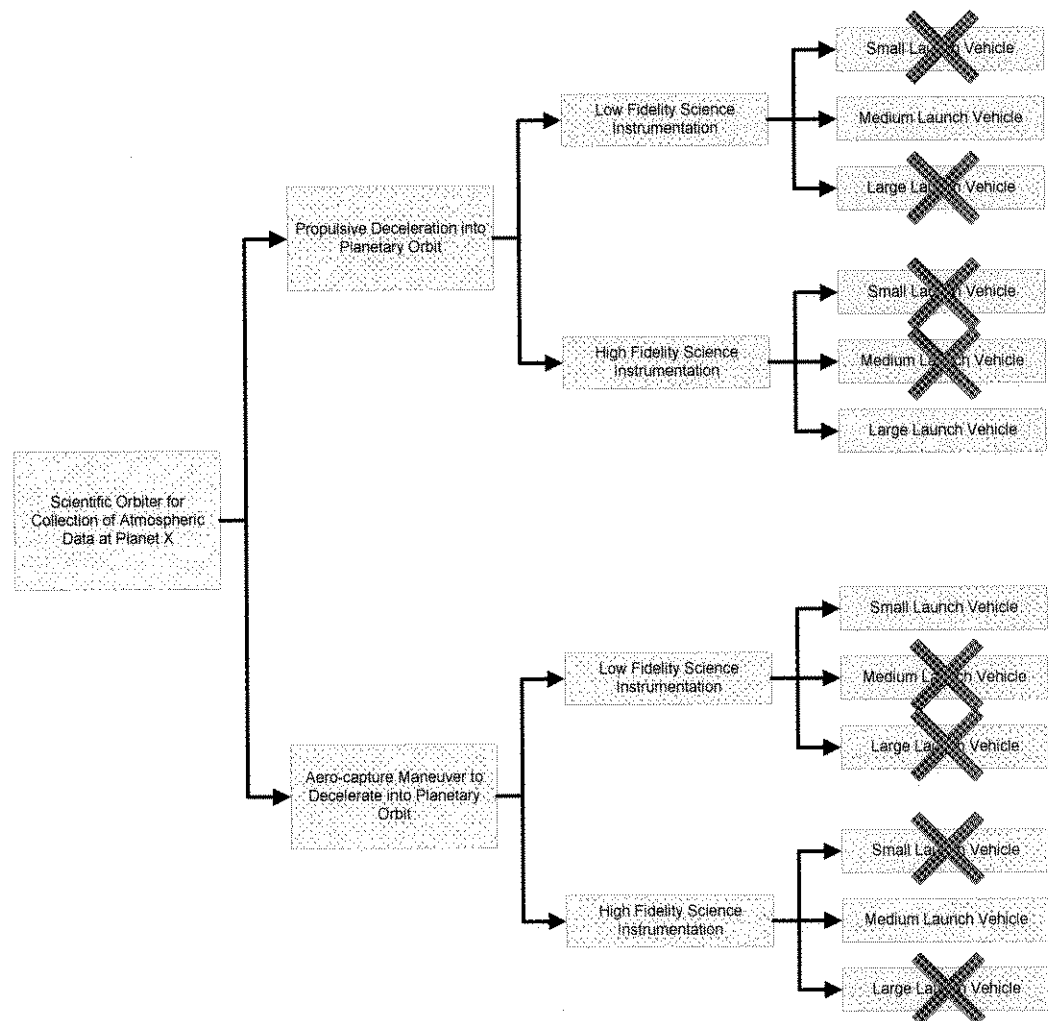 Scientific Orbiter for
Collection of Atmospheric
Data at Planet X
Propulsive Deceleration into
Planetary Orbit
Low Fidelity Science
Instrumentation
Small Launch Vehicle
Medium Launch Vehicle
Large Launch Vehicle
High Fidelity Science
Instrumentation
Small Launch Vehicle
Medium Launch Vehicle
Large Launch Vehicle
Aero-capture Maneuver to
Decelerate into Planetary
Orbit
Low Fidelity Science
Instrumentation
Small Launch Vehicle
Medium Launch Vehicle
Large Launch Vehicle
High Fidelity Science
Instrumentation
Small Launch Vehicle
Medium Launch Vehicle
Large Launch Vehicle